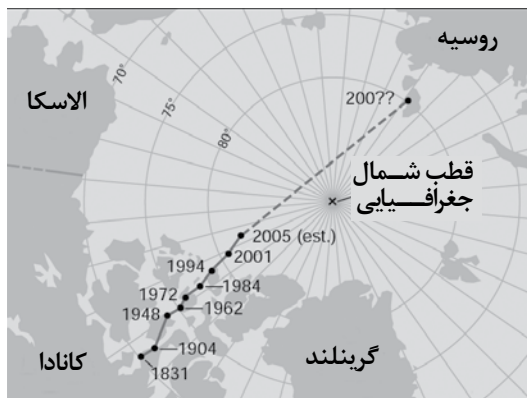 روسیه
الاسکا
70°
75°
80°
200??
قطب شمال
جغرافیایی
2005 (est.)
2001
1994
1984
1972
1962
1948
1904
1831
کانادا
گرینلند